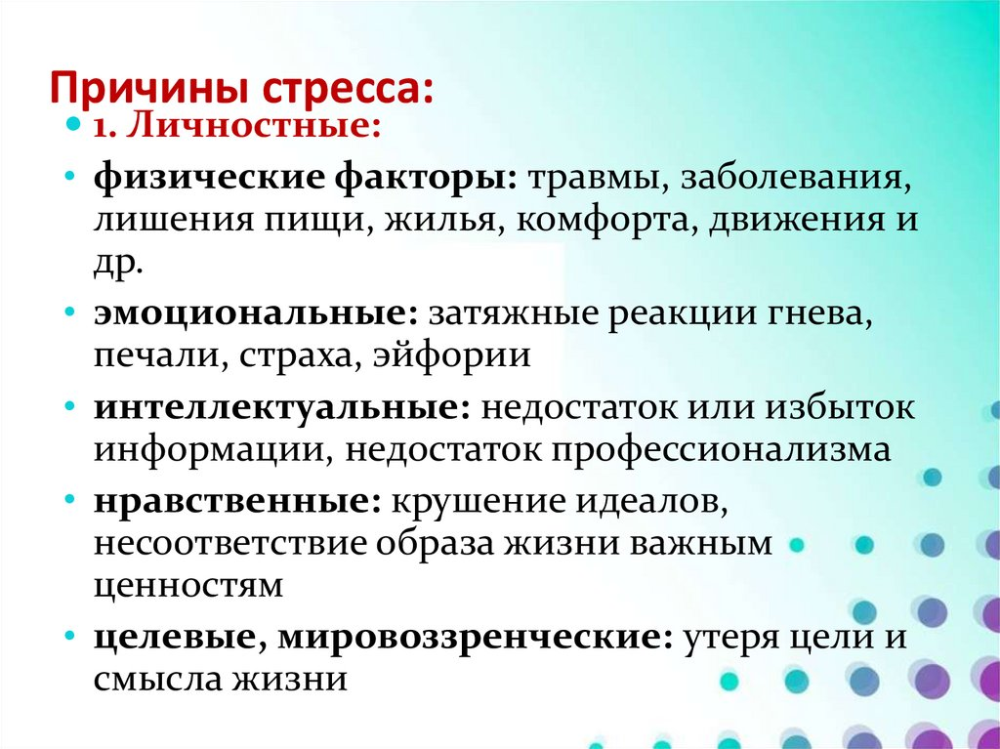 Причины стресса:
• 1. Личностные:
• физические факторы: травмы, заболевания,
лишения пищи, жилья, комфорта, движения и
др.
• эмоциональные: затяжные реакции гнева,
печали, страха, эйфории
• интеллектуальные: недостаток или избыток
информации, недостаток профессионализма
• нравственные: крушение идеалов,
несоответствие образа жизни важным
ценностям
• целевые, мировоззренческие: утеря цели и
смысла жизни